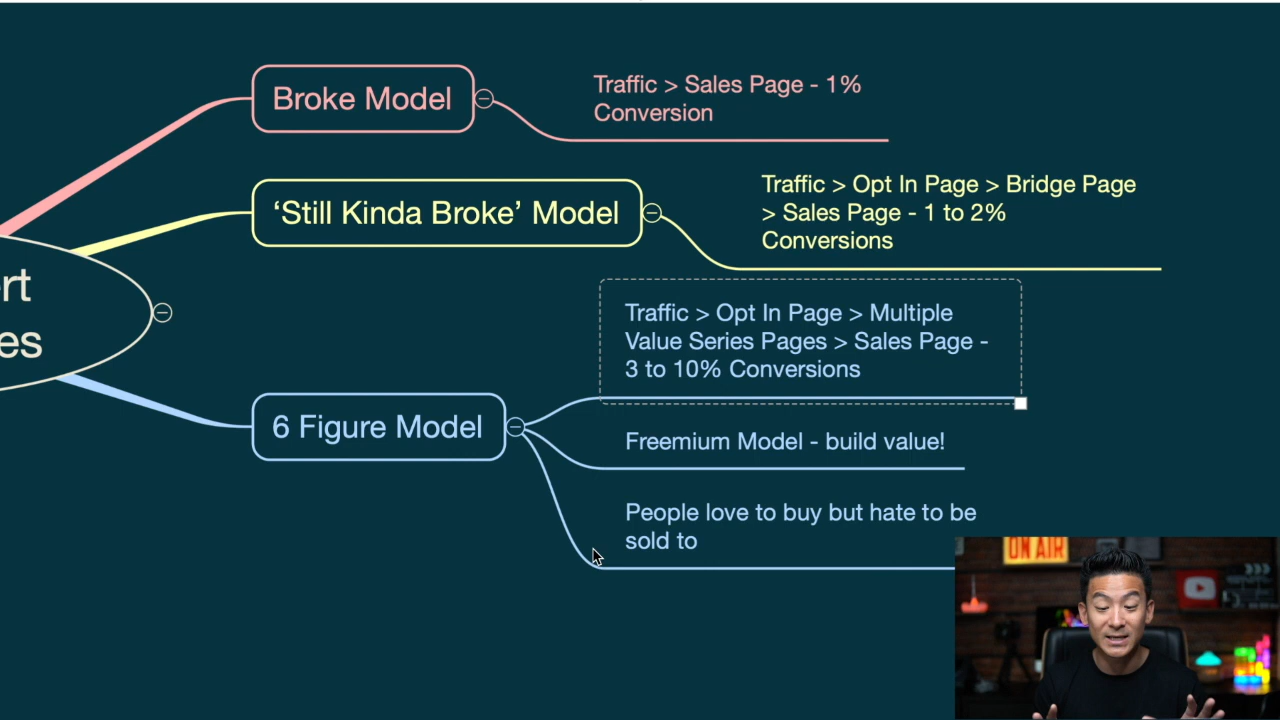 Broke Model
Traffic > Sales Page - 1%
Conversion
‘Still Kinda Broke’ Model
Traffic > Opt In Page > Bridge Page
> Sales Page - 1 to 2%
Conversions
rt
es
6 Figure Model
Traffic > Opt In Page > Multiple
Value Series Pages > Sales Page -
3 to 10% Conversions
Freemium Model - build value!
People love to buy but hate to be
sold to
ON AIR